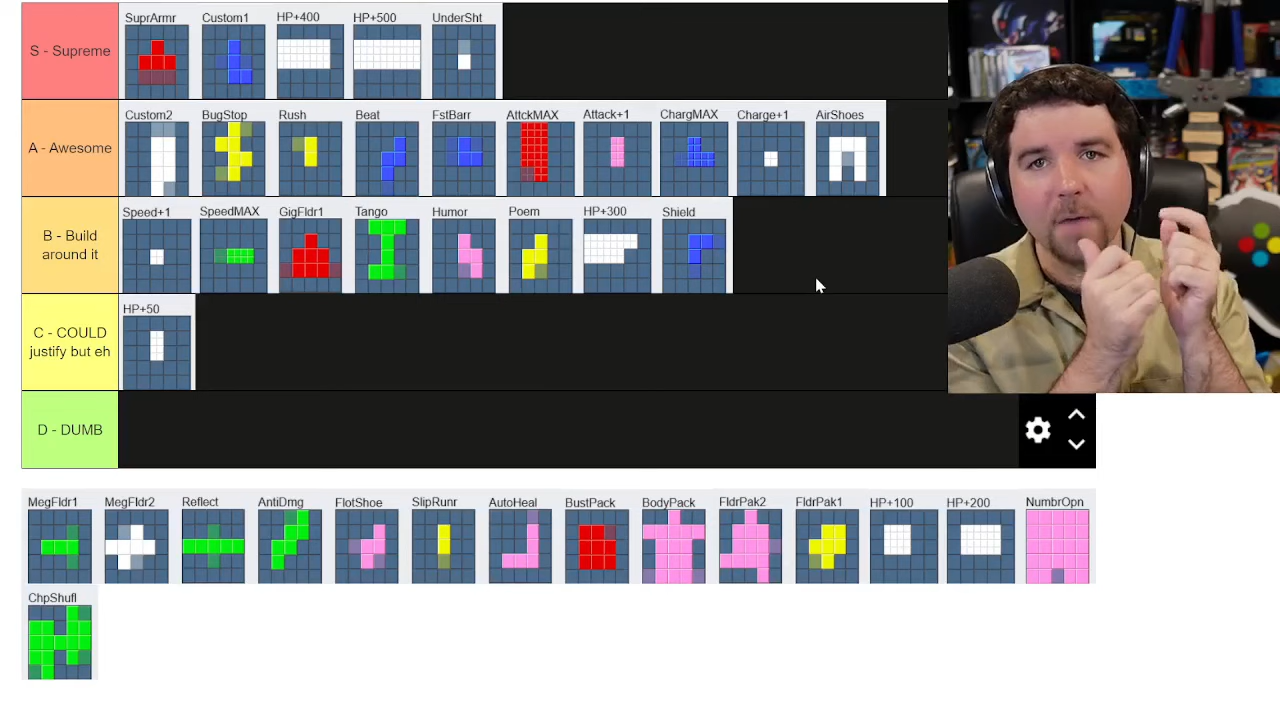 S - Supreme
SuprArmr Custom1 HP+400 HP+500 UnderSht
A - Awesome
Custom2 BugStop Rush Beat FstBarr AttckMAX Attack+1 ChargMAX Charge+1 AirShoes
B - Build
around it
Speed+1 SpeedMAX GigFldr1 Tango Humor Poem HP+300 Shield
C - COULD
justify but eh
HP+50
D - DUMB
MegFldr1 MegFldr2 Reflect AntiDmg FlotShoe SlipRunr AutoHeal BustPack BodyPack FldrPak2 FldrPak1 HP+100 HP+200 NumbrOpn
ChpShufl